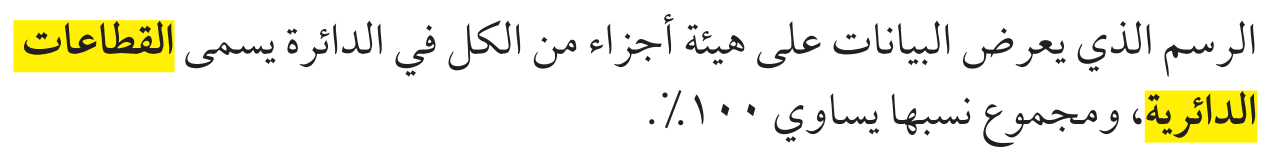 الرسم الذي يعرض البيانات على هيئة أجزاء من الكل في الدائرة يسمى القطاعات
الدائرية، ومجموع نسبها يساوي ١٠٠٪.